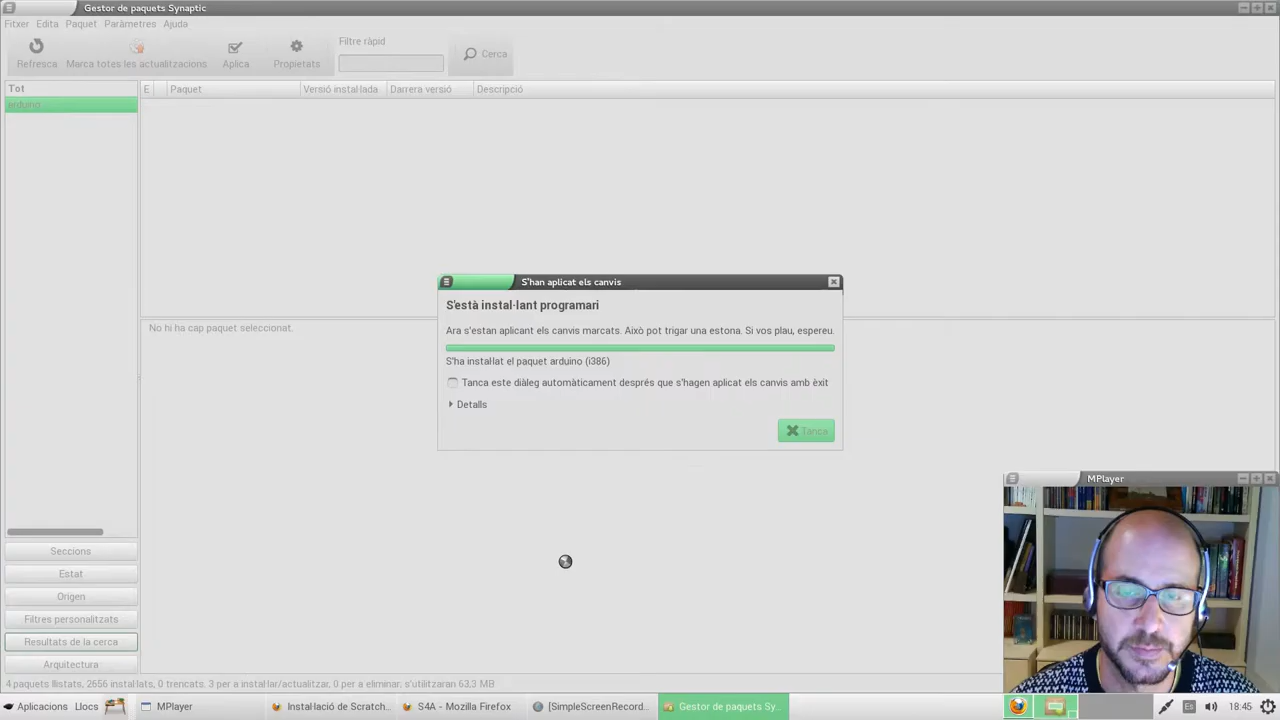 Gestor de paquets Synaptic
Fitxer Edita Paquet Paràmetres Ajuda
Refresca Marca totes les actualitzacions Aplica Propietats Filtre ràpid Cerca
Tot
E Paquet Versió instal·lada Darrera versió Descripció
arduino
No hi ha cap paquet seleccionat.
S'han aplicat els canvis
S'està instal·lant programari
Ara s'estan aplicant els canvis marcats. Això pot trigar una estona. Si vos plau, espereu.
S'ha instal·lat el paquet arduino (i386)
Tanca este diàleg automàticament després que s'hagen aplicat els canvis amb èxit
Detalls
Tanca
MPlayer
Seccions
Estat
Origen
Filtres personalitzats
Resultats de la cerca
Arquitectura
4 paquets llistats, 2656 instal·lats, 0 trencats. 3 per a instal·lar/actualitzar, 0 per a eliminar, s'utilitzaran 63,3 MB
Aplicacions Llocs MPlayer Instal·lació de Scratch... S4A - Mozilla Firefox [SimpleScreenRecord... Gestor de paquets Sy... Es 18:45